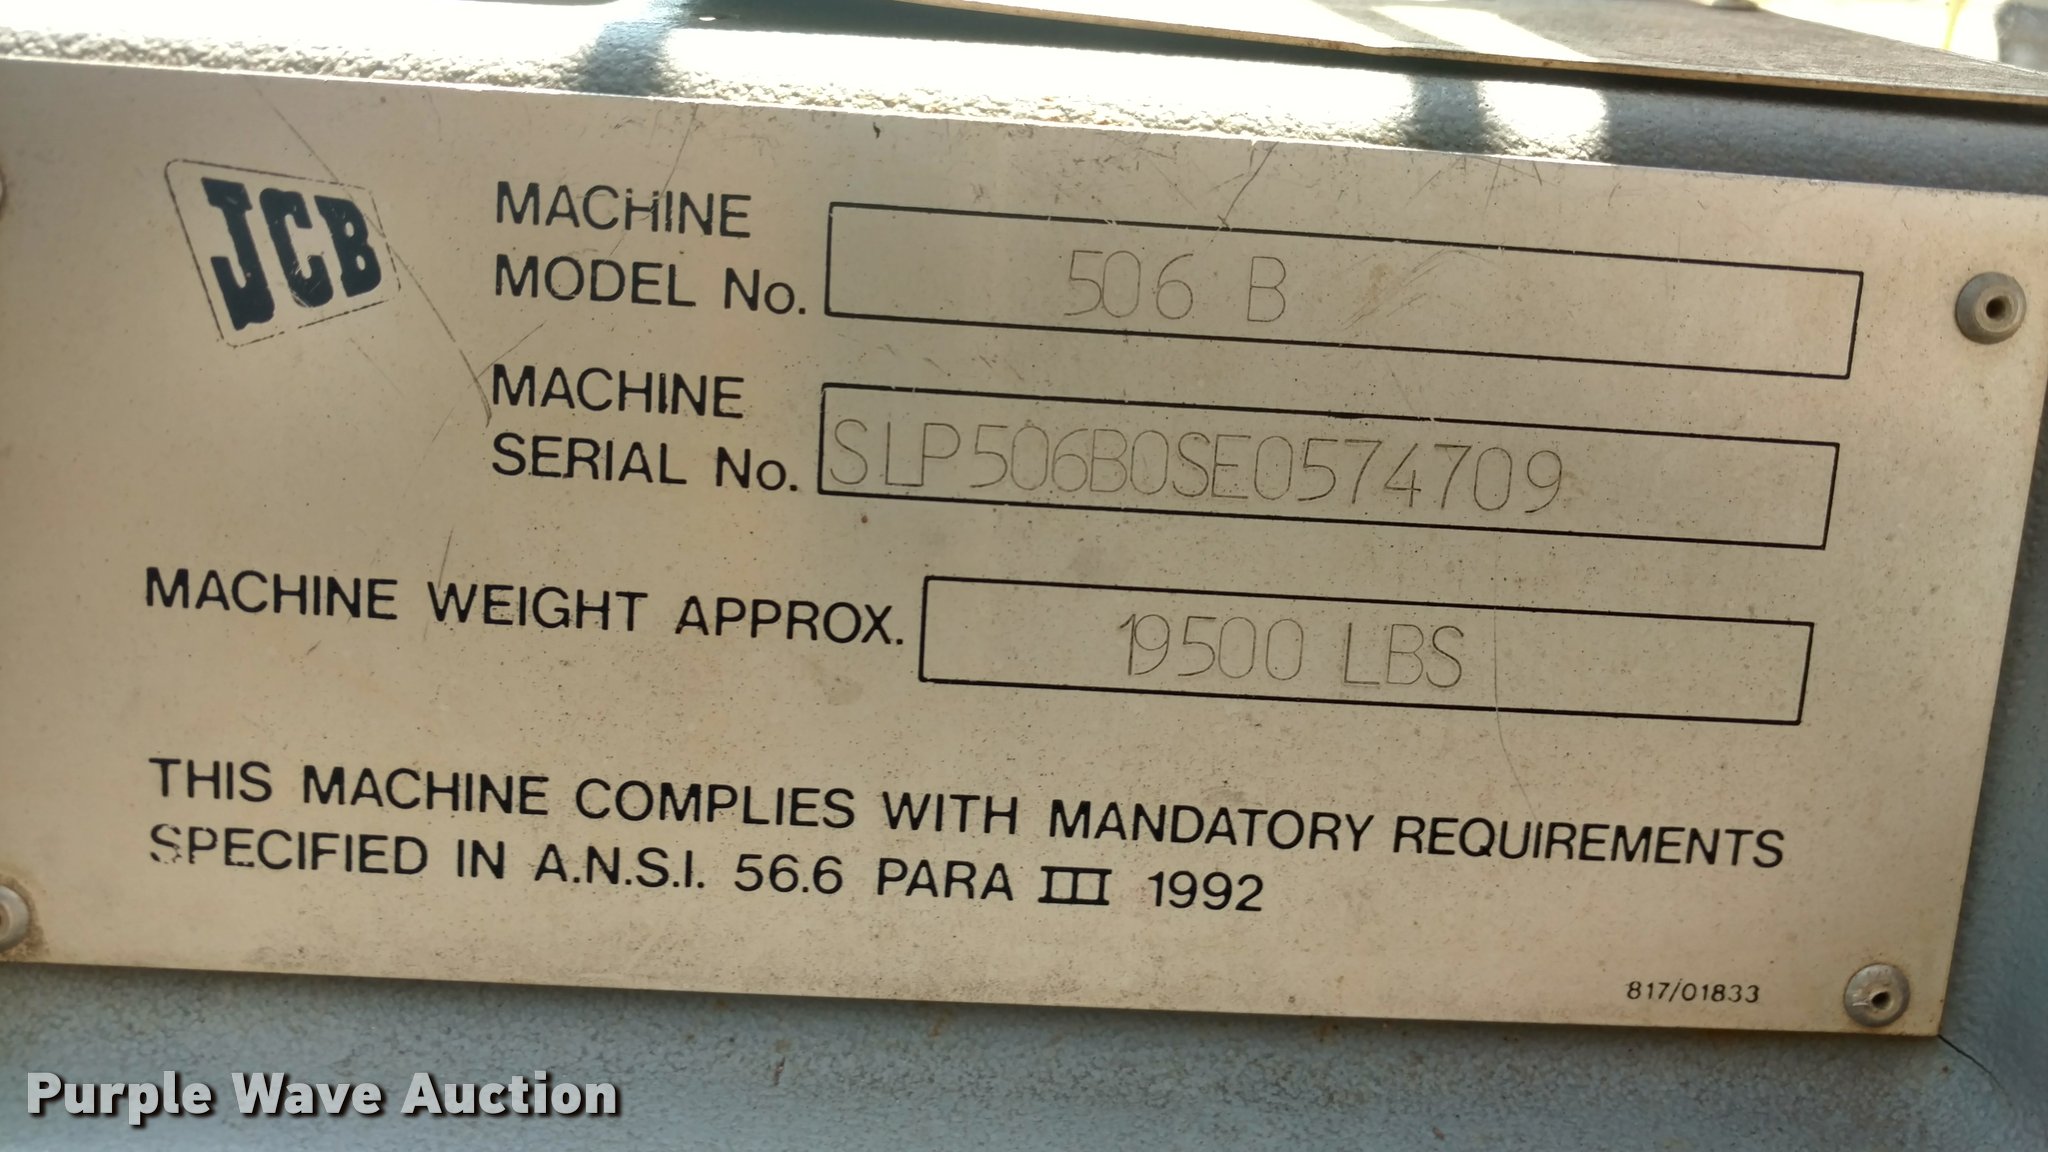 JCB
MACHINE
MODEL No. 506 B
MACHINE
SERIAL No. SLP506B0SE0574709
MACHINE WEIGHT APPROX. 19500 LBS
THIS MACHINE COMPLIES WITH MANDATORY REQUIREMENTS
SPECIFIED IN A.N.S.I. 56.6 PARA III 1992
817/01833
Purple Wave Auction